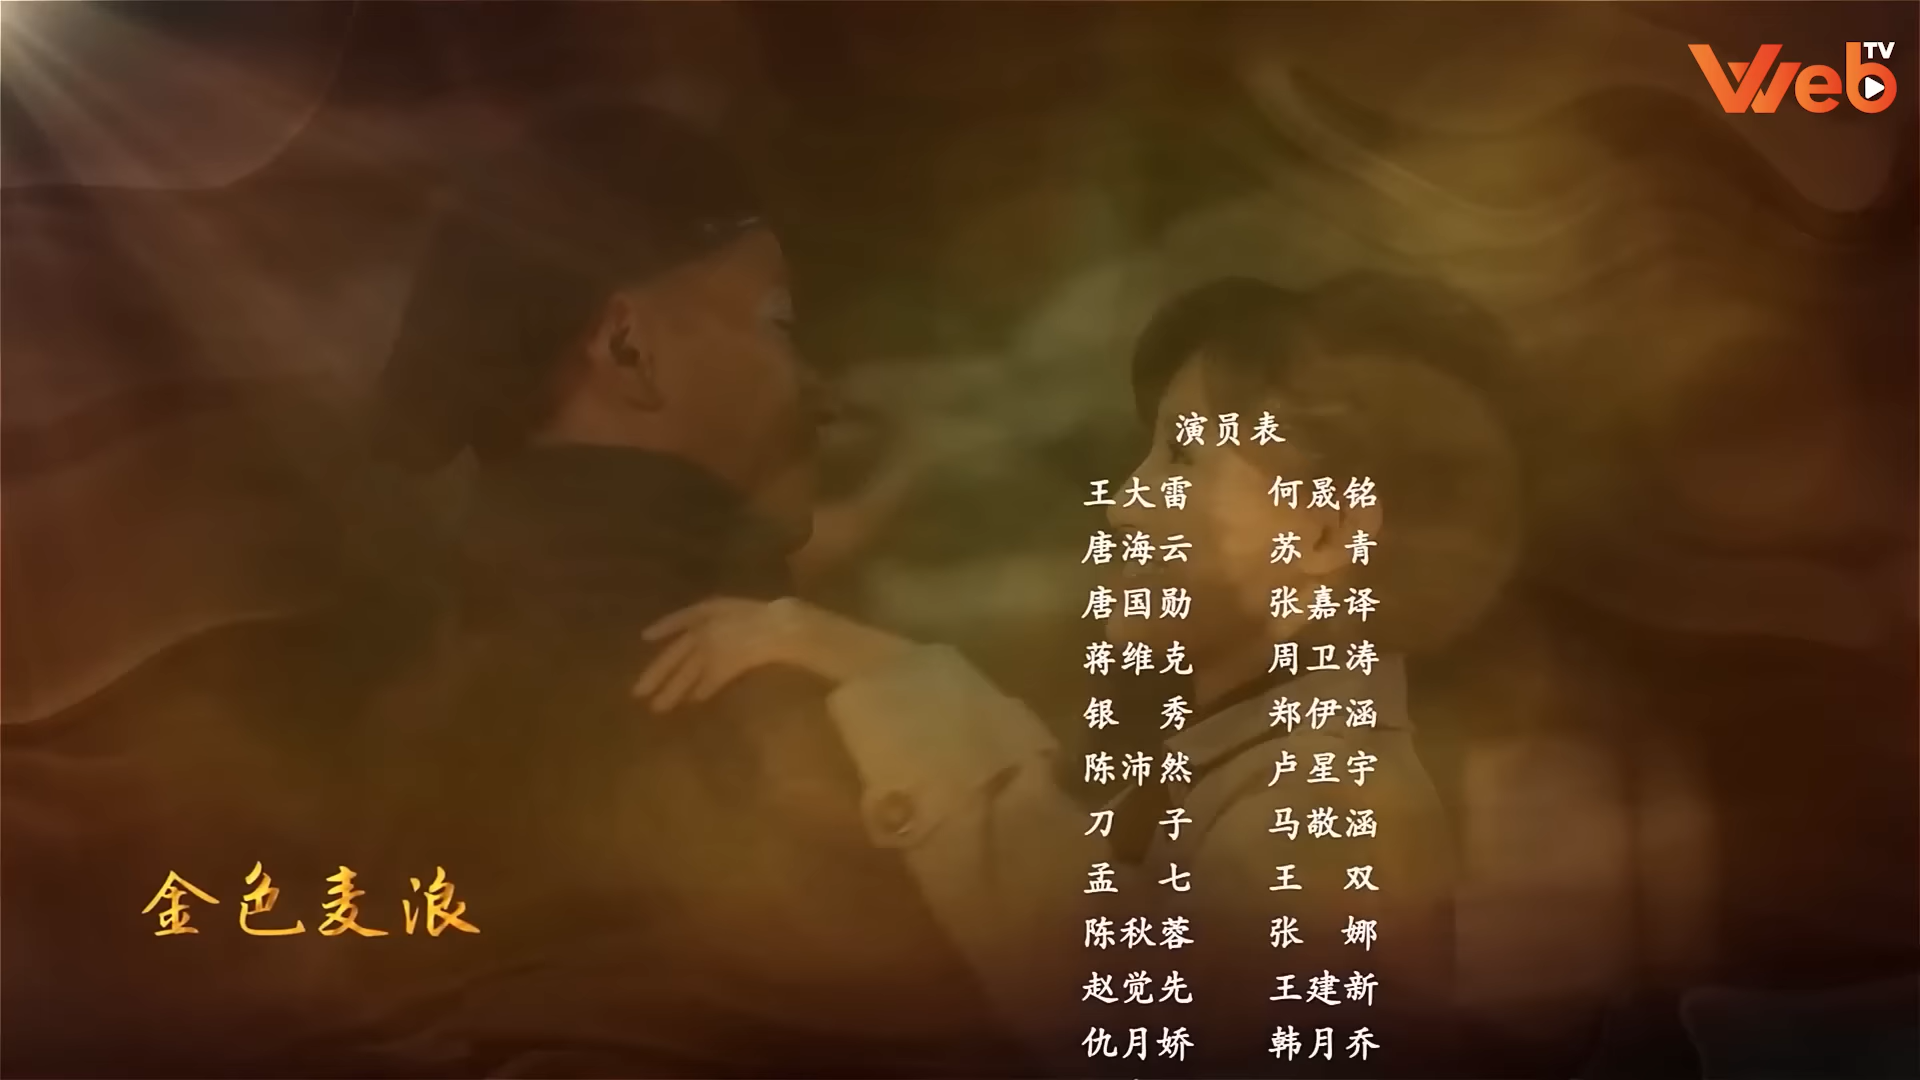 Web TV
演员表
王大雷 何晟铭
唐海云 苏 青
唐国勋 张嘉译
蒋维克 周卫涛
银 秀 郑伊涵
陈沛然 卢星宇
刀 子 马敬涵
孟 七 王 双
陈秋蓉 张 娜
赵觉先 王建新
仇月娇 韩月乔
金色麦浪